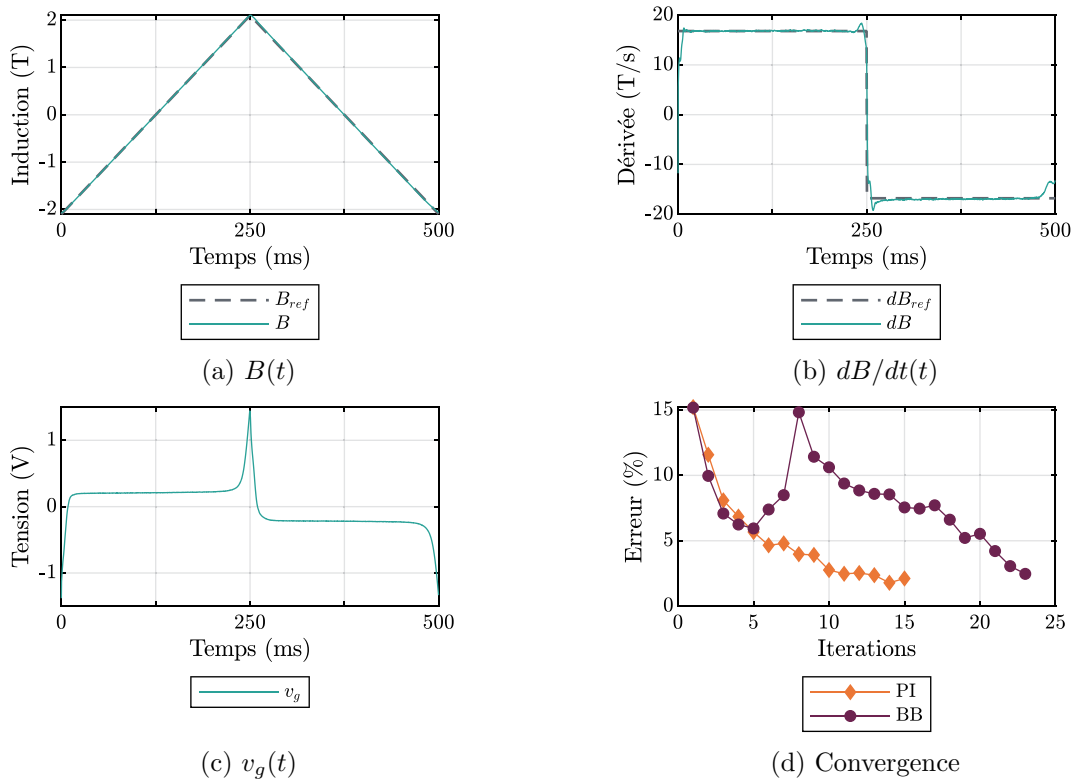 2
1
0
-1
-2
0
250
500
Induction (T)
Temps (ms)
B_ref
B
(a) B(t)
20
10
0
-10
-20
0
250
500
Dérivée (T/s)
Temps (ms)
dB_ref
dB
(b) dB/dt(t)
1
0
-1
0
250
500
Tension (V)
Temps (ms)
v_g
(c) v_g(t)
15
10
5
0
0
5
10
15
20
25
Erreur (%)
Iterations
PI
BB
(d) Convergence